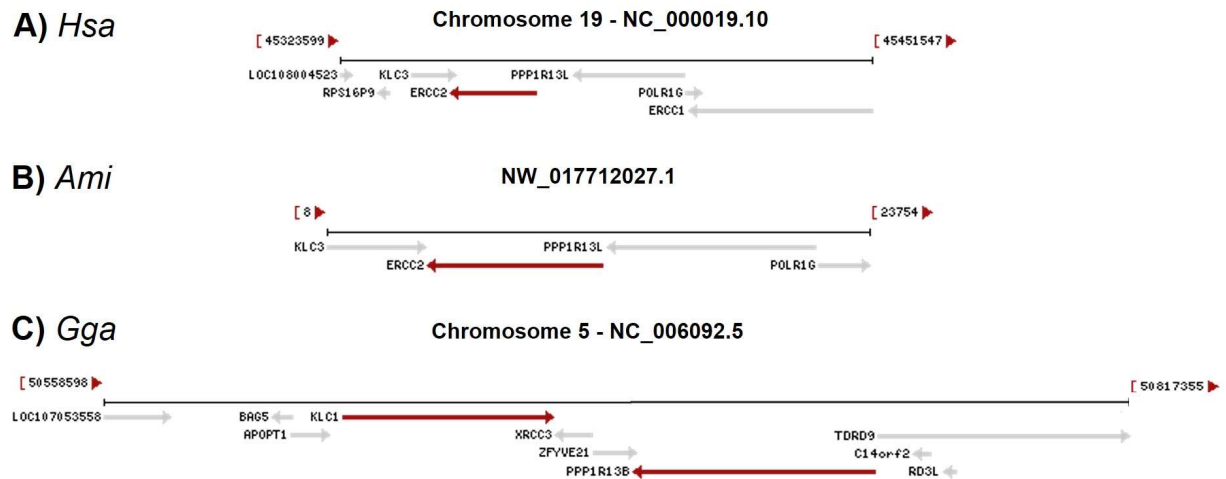 A) Hsa
Chromosome 19 - NC_000019.10
[ 45323599
[ 45451547
LOC108004523 KLC3 PPP1R13L
RPS16P9 ERCC2 POLR1G
ERCC1
B) Ami
NW_017712027.1
[ 8
[ 23754
KLC3 PPP1R13L
ERCC2 POLR1G
C) Gga
Chromosome 5 - NC_006092.5
[ 50558598
[ 50817355
LOC107053558 BAG5 KLC1
APOPT1 XRCC3 TDRD9
ZFYVE21 C14orf2
PPP1R13B RD3L